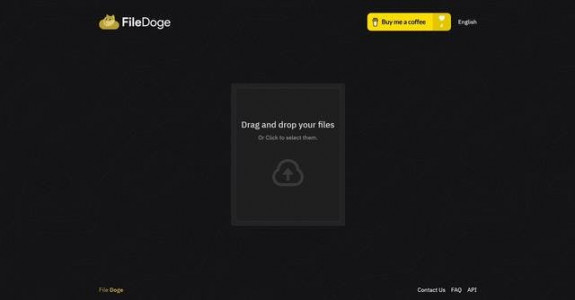 FileDoge
Buy me a coffee
English
Drag and drop your files
Or Click to select them.
File Doge
Contact Us
FAQ
API